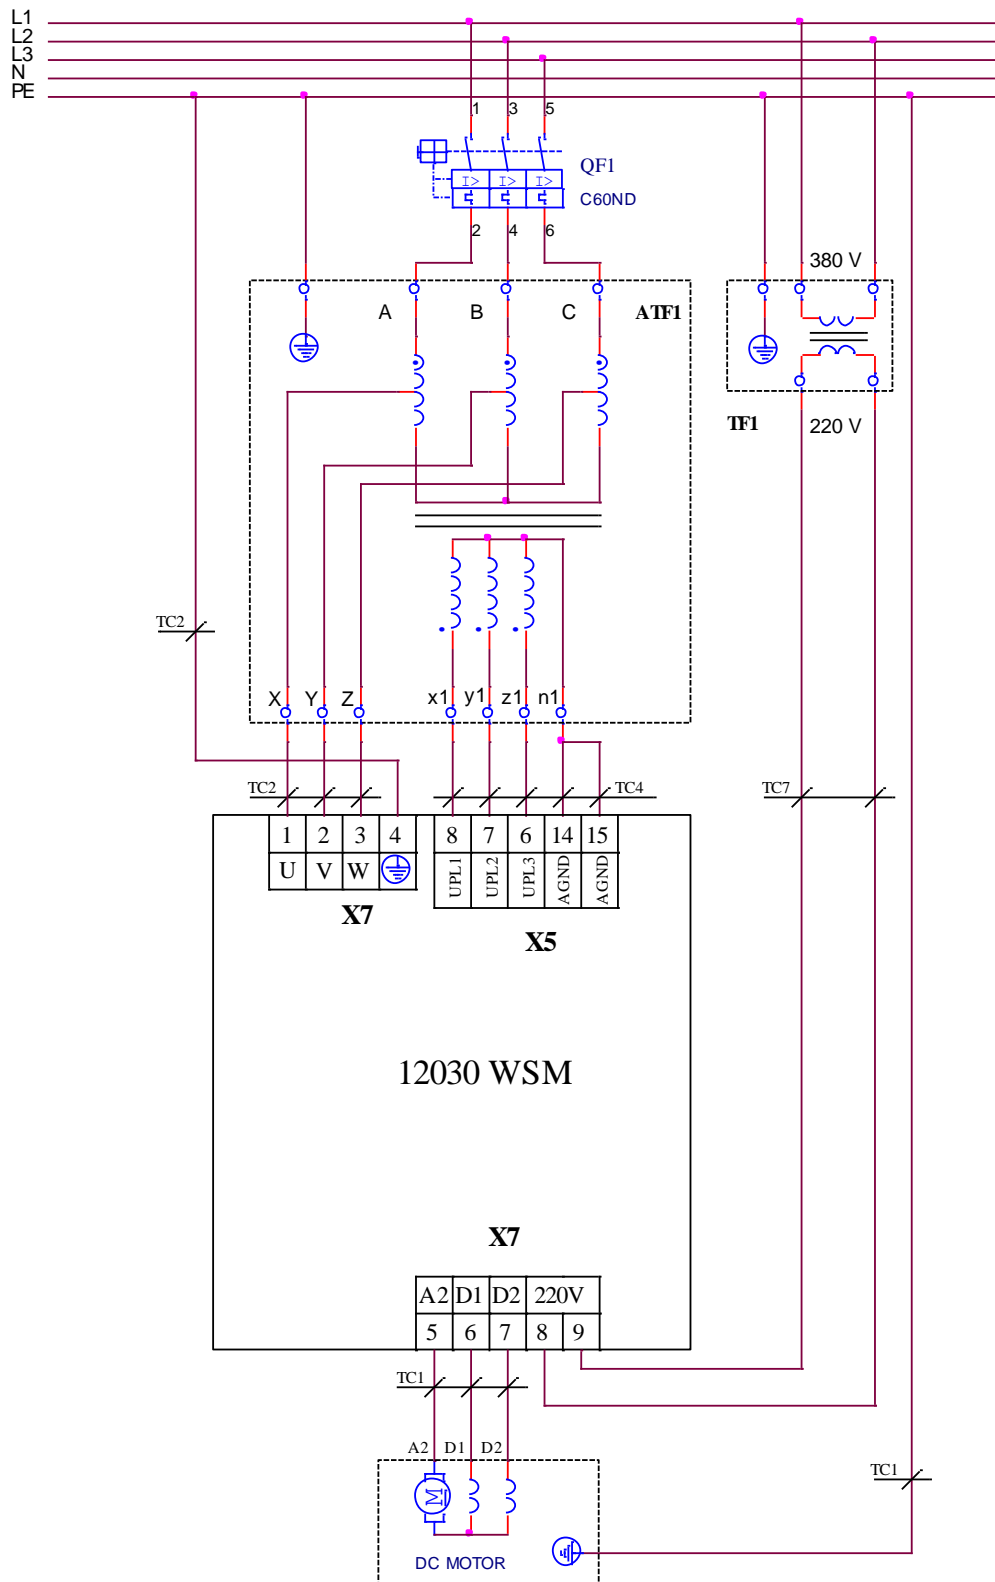 L1
L2
L3
N
PE
1 3 5
QF1
I> I> I>
C60ND
2 4 6
380 V
A B C ATF1
TF1 220 V
TC2
X Y Z x1 y1 z1 n1
TC2 TC4 TC7
1 2 3 4 8 7 6 14 15
U V W UPL1 UPL2 UPL3 AGND AGND
X7
X5
12030 WSM
X7
A2 D1 D2 220V
5 6 7 8 9
TC1
A2 D1 D2
TC1
M
DC MOTOR